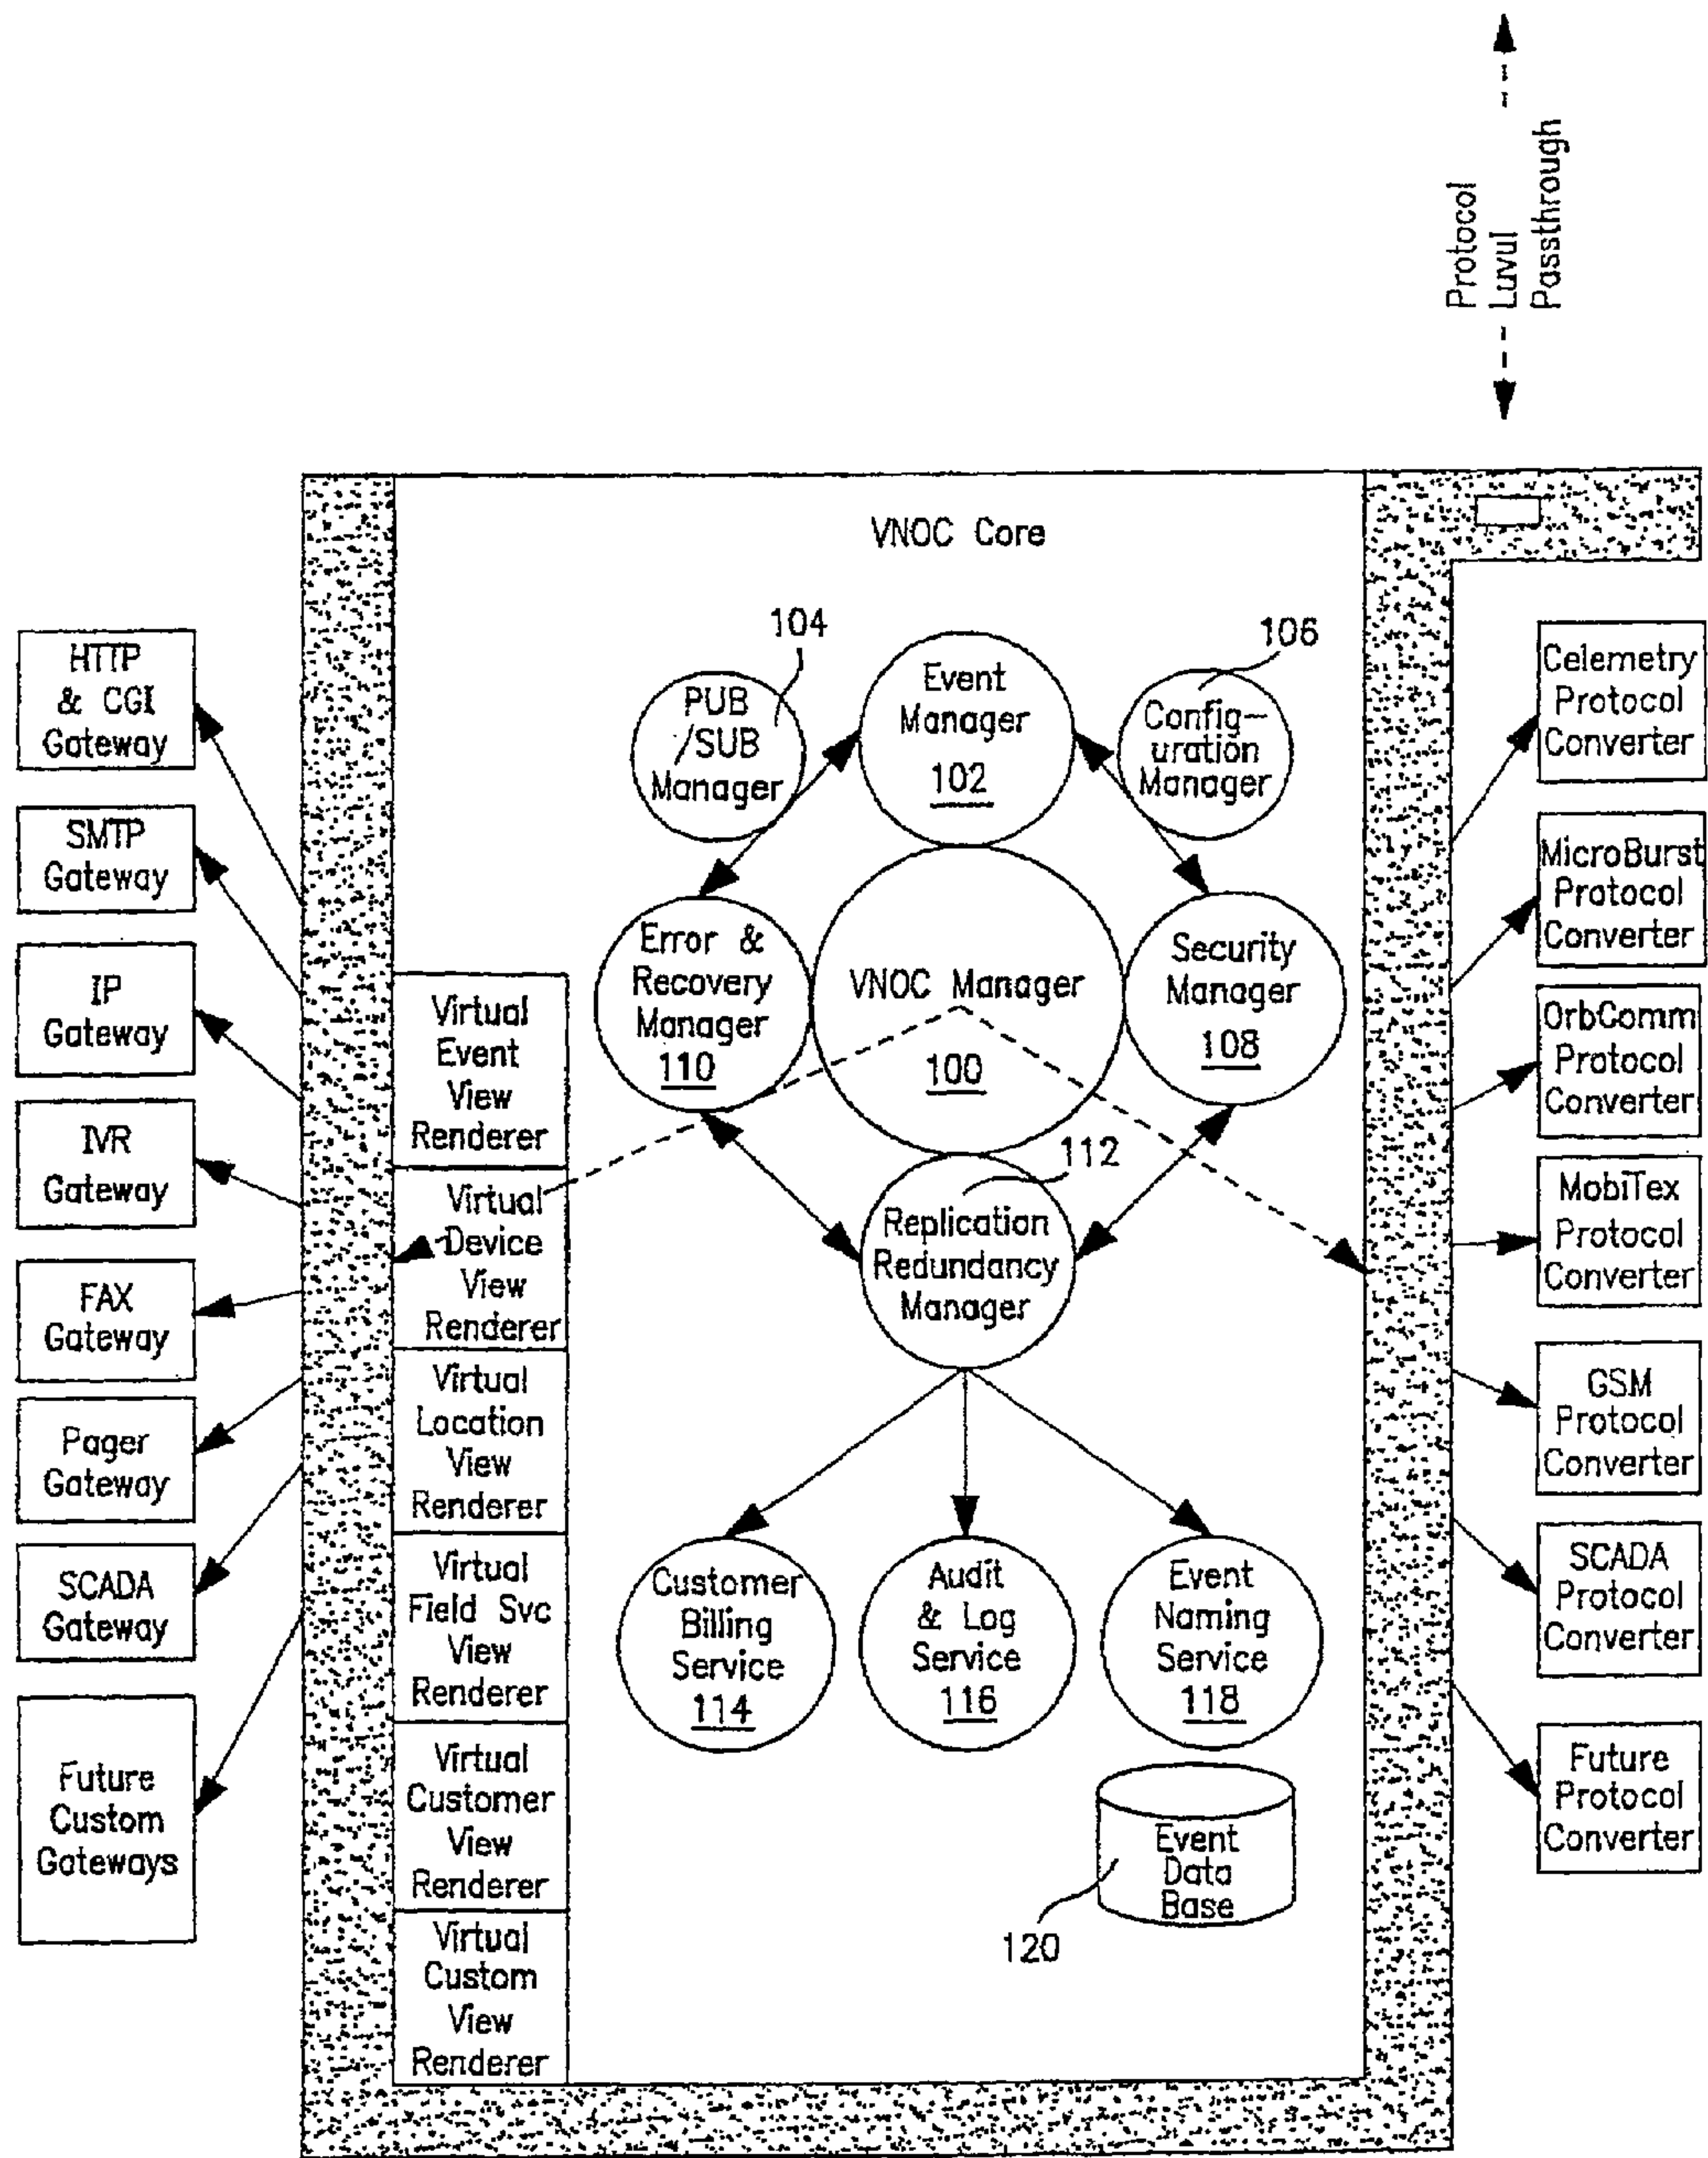 Protocol
Luvul
Passthrough
VNOC Core
HTTP
& CGI
Gateway
SMTP
Gateway
IP
Gateway
IVR
Gateway
FAX
Gateway
Pager
Gateway
SCADA
Gateway
Future
Custom
Gateways
Virtual
Event
View
Renderer
Virtual
Device
View
Renderer
Virtual
Location
View
Renderer
Virtual
Field Svc
View
Renderer
Virtual
Customer
View
Renderer
Virtual
Custom
View
Renderer
104
PUB
/SUB
Manager
Event
Manager
102
106
Config-
uration
Manager
Error &
Recovery
Manager
110
VNOC Manager
100
Security
Manager
108
112
Replication
Redundancy
Manager
Customer
Billing
Service
114
Audit
& Log
Service
116
Event
Naming
Service
118
Event
Data
Base
120
Celemetry
Protocol
Converter
MicroBurst
Protocol
Converter
OrbComm
Protocol
Converter
MobiTex
Protocol
Converter
GSM
Protocol
Converter
SCADA
Protocol
Converter
Future
Protocol
Converter